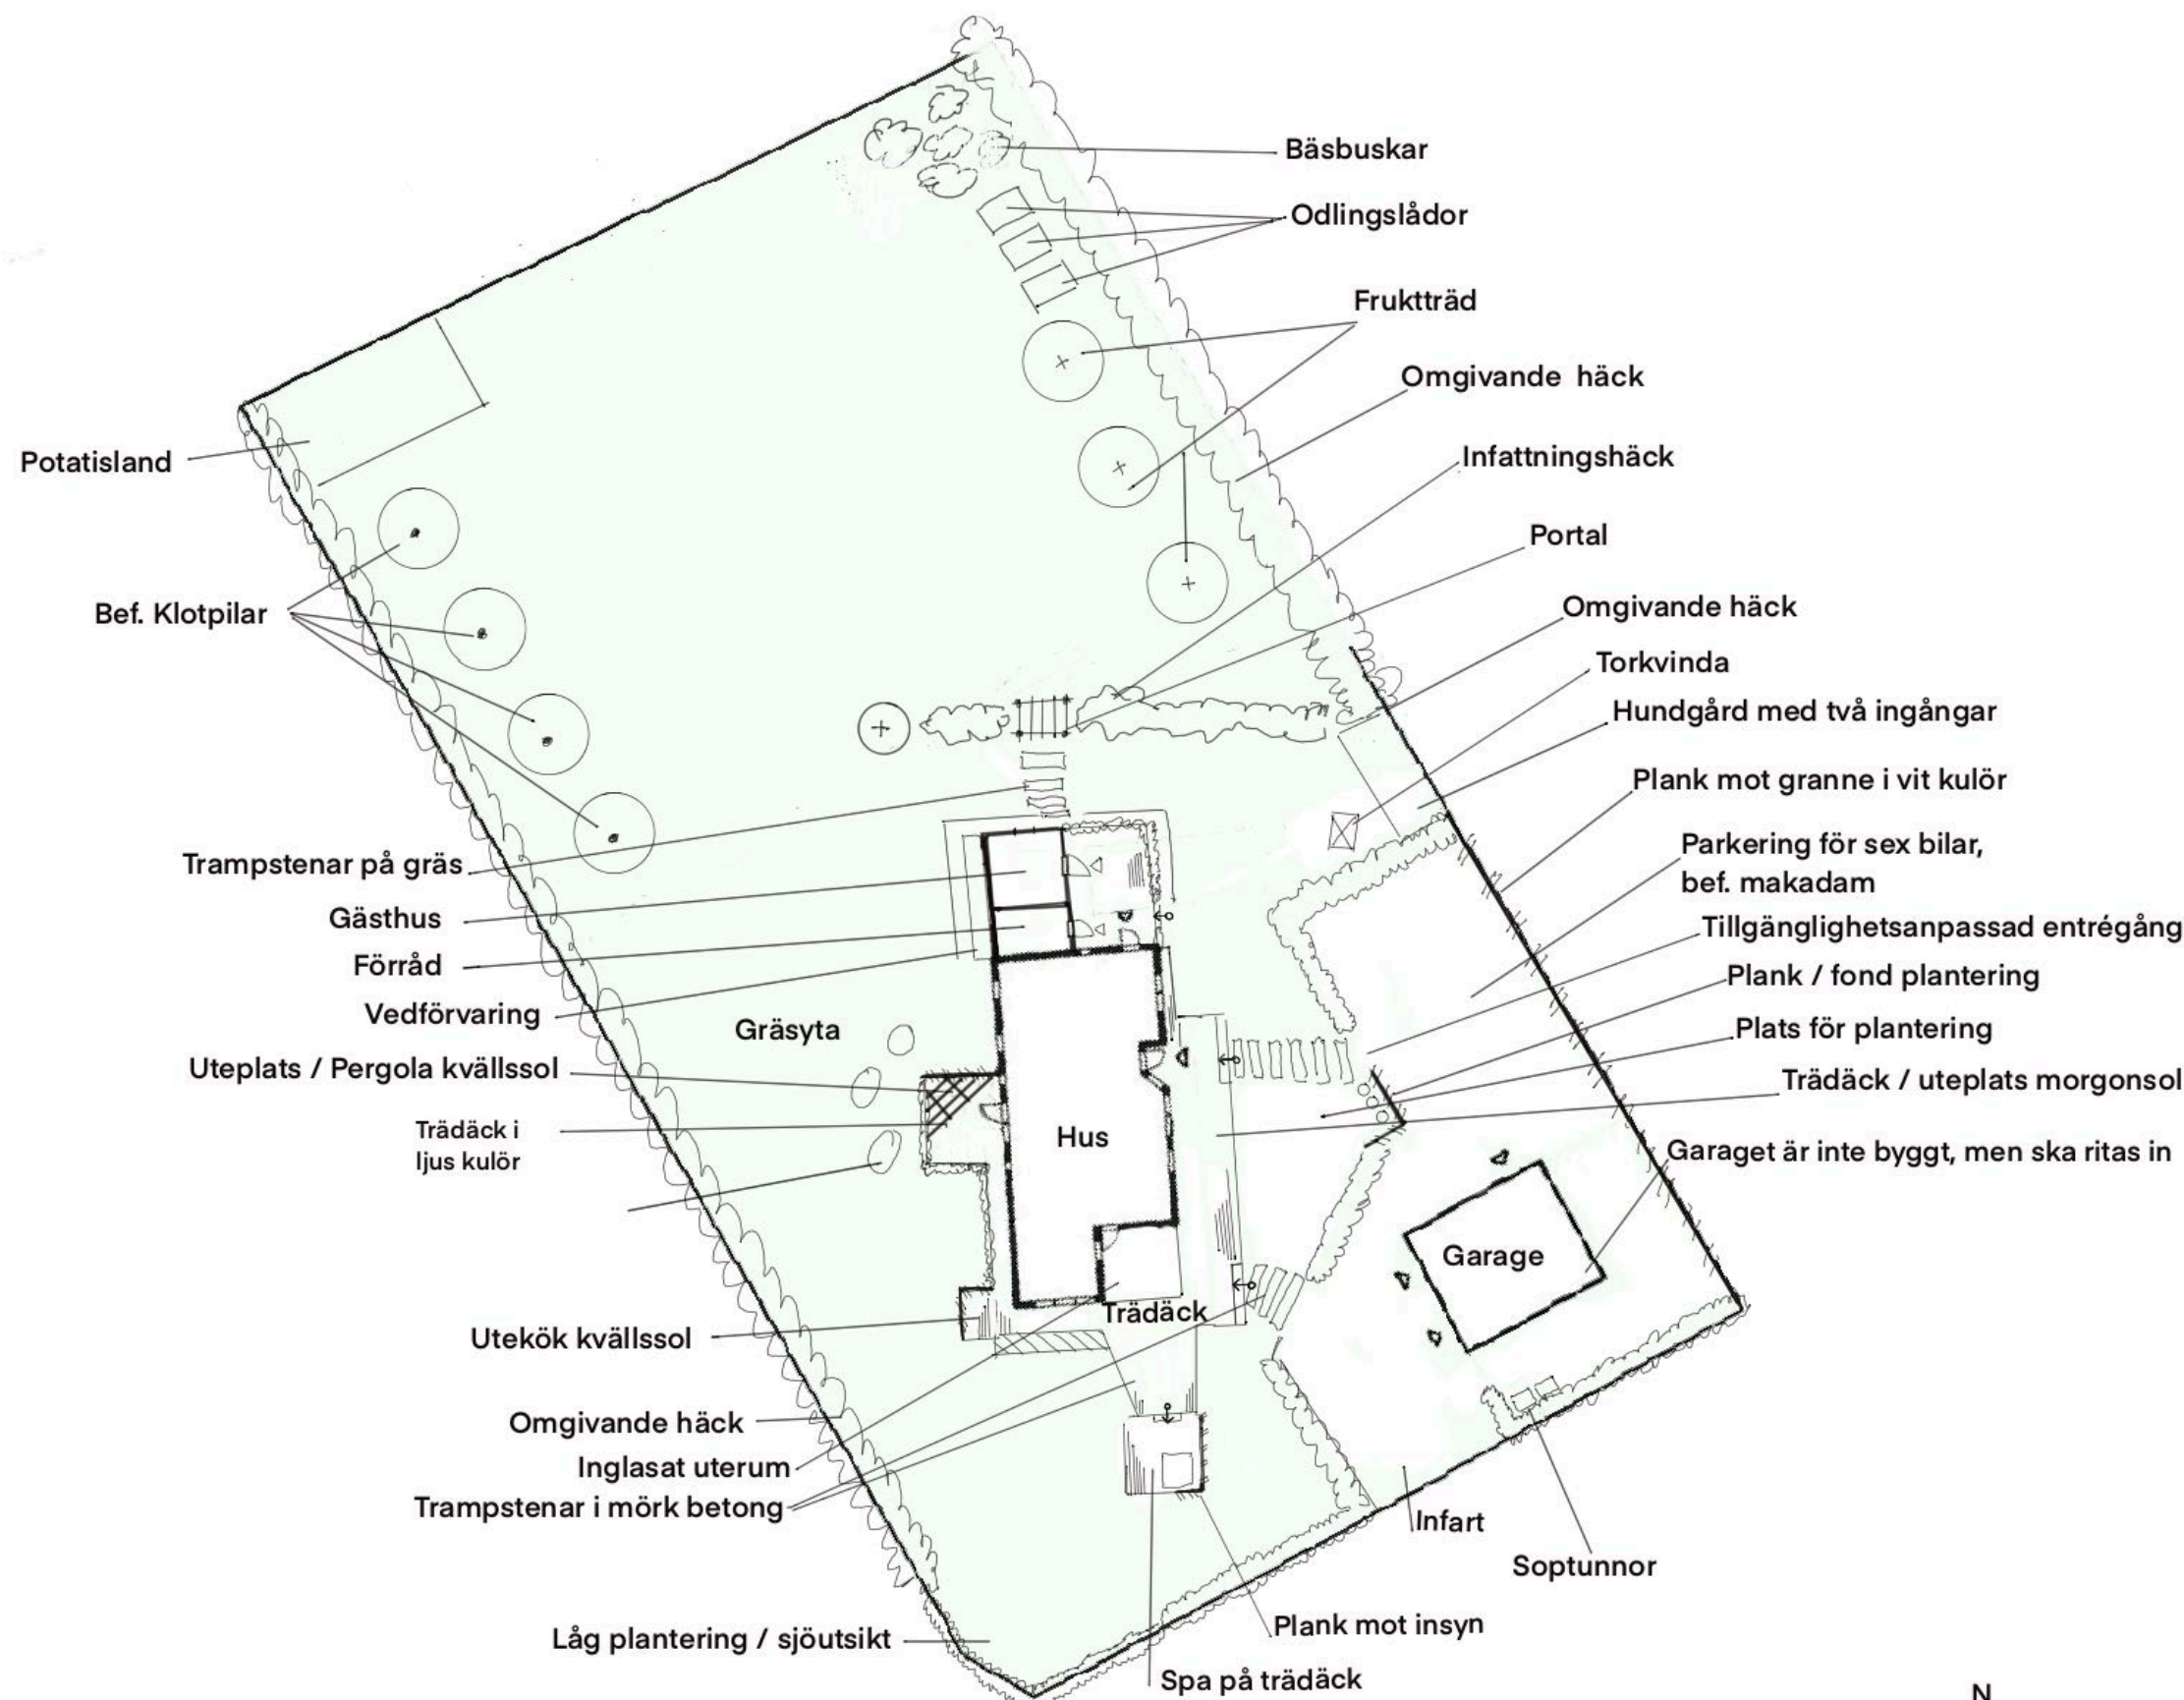 Bäsbuskar
Odlingslådor
Fruktträd
Omgivande häck
Infattningshäck
Potatisland
Portal
Omgivande häck
Bef. Klotpilar
Torkvinda
Hundgård med två ingångar
Plank mot granne i vit kulör
Parkering för sex bilar,
bef. makadam
Trampstenar på gräs
Gästhus
Tillgänglighetsanpassad entrégång
Förråd
Plank / fond plantering
Vedförvaring
Gräsyta
Plats för plantering
Uteplats / Pergola kvällssol
Trädäck / uteplats morgonsol
Trädäck i
ljus kulör
Hus
Garaget är inte byggt, men ska ritas in
Garage
Trädäck
Utekök kvällssol
Omgivande häck
Inglasat uterum
Trampstenar i mörk betong
Infart
Soptunnor
Plank mot insyn
Låg plantering / sjöutsikt
Spa på trädäck
N